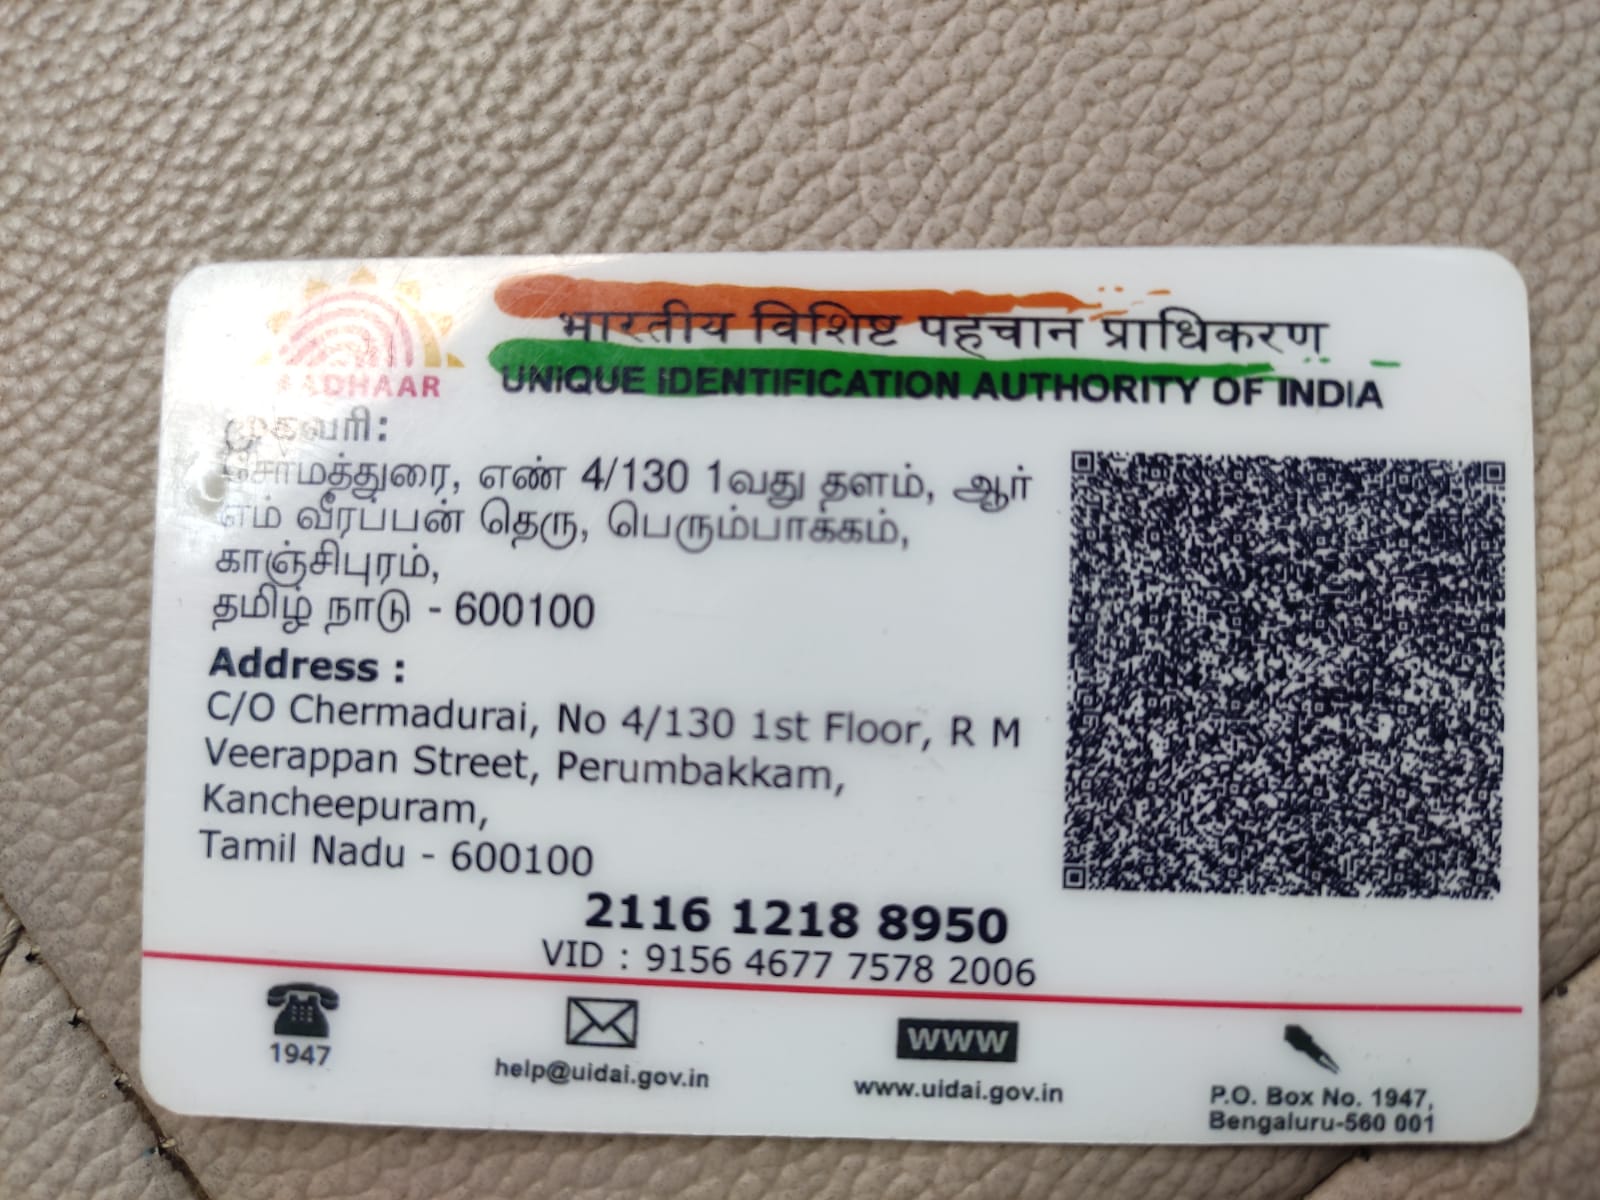 भारतीय विशिष्ट पहचान प्राधिकरण
UNIQUE IDENTIFICATION AUTHORITY OF INDIA
AADHAAR
முகவரி:
சேர்மத்துரை, எண் 4/130 1வது தளம், ஆர்
எம் வீரப்பன் தெரு, பெரும்பாக்கம்,
காஞ்சிபுரம்,
தமிழ் நாடு - 600100
Address :
C/O Chermadurai, No 4/130 1st Floor, R M
Veerappan Street, Perumbakkam,
Kancheepuram,
Tamil Nadu - 600100
2116 1218 8950
VID : 9156 4677 7578 2006
1947
help@uidai.gov.in
www
www.uidai.gov.in
P.O. Box No. 1947,
Bengaluru-560 001